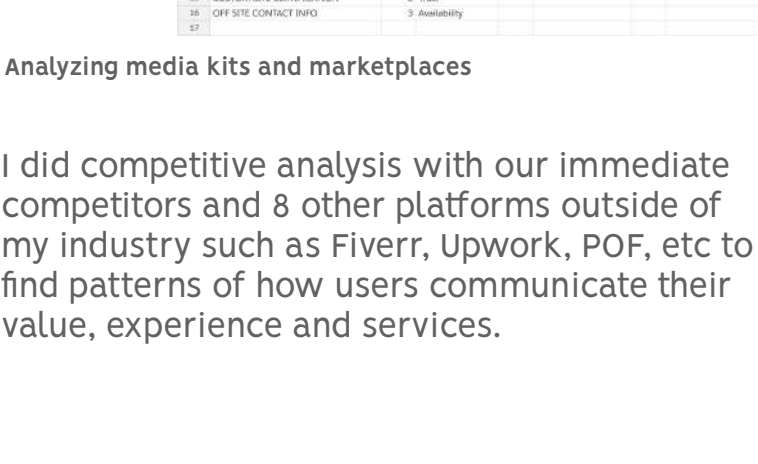 16 OFF SITE CONTACT INFO 3 Availability
17
Analyzing media kits and marketplaces
I did competitive analysis with our immediate
competitors and 8 other platforms outside of
my industry such as Fiverr, Upwork, POF, etc to
find patterns of how users communicate their
value, experience and services.